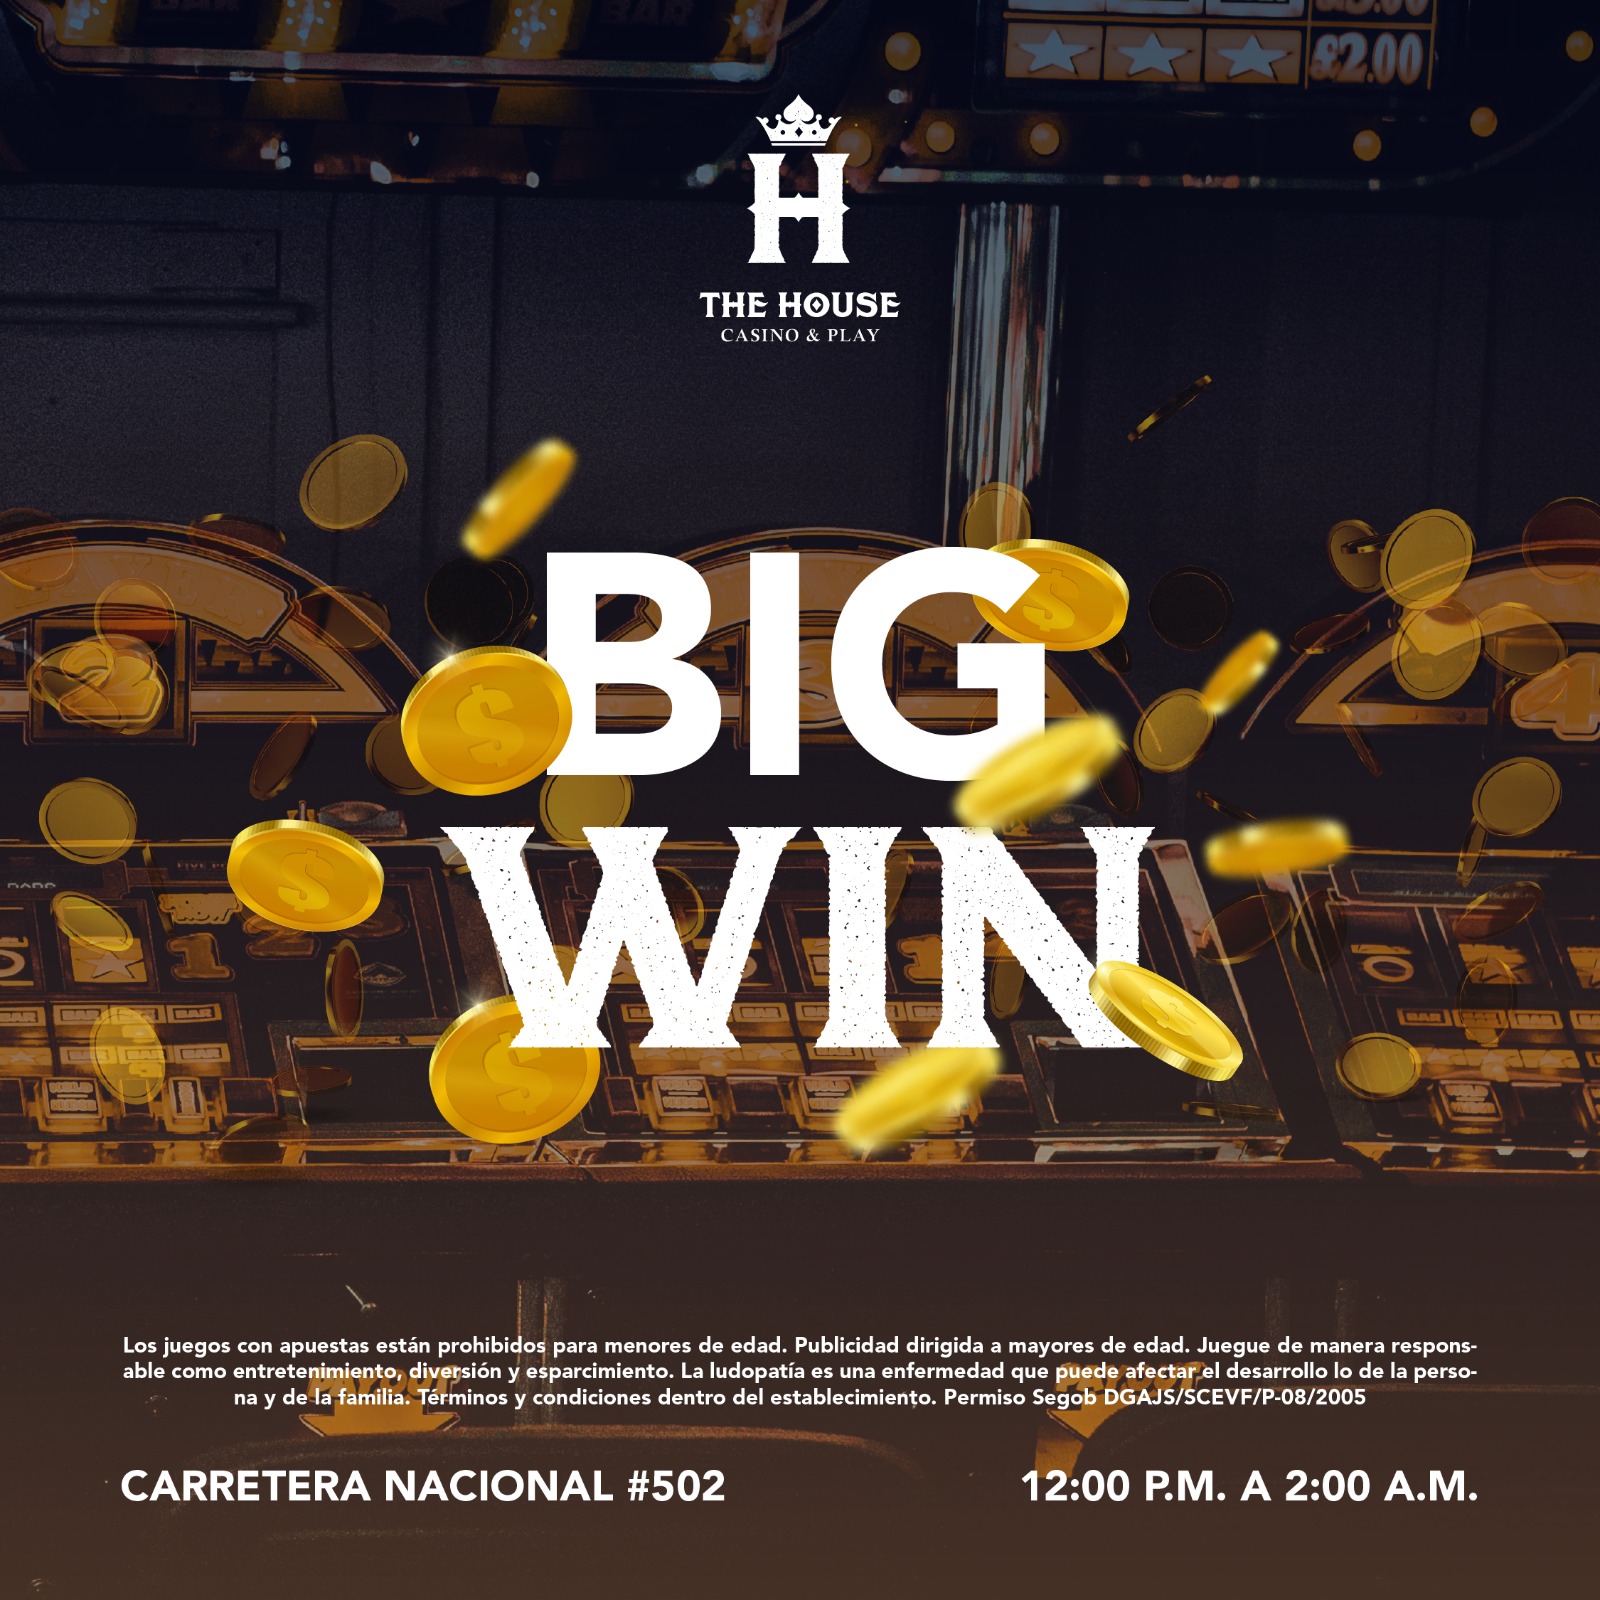 BAR
£2.00
H
THE HOUSE
CASINO & PLAY
BIG
WIN
Los juegos con apuestas están prohibidos para menores de edad. Publicidad dirigida a mayores de edad. Juegue de manera respons-
able como entretenimiento, diversión y esparcimiento. La ludopatía es una enfermedad que puede afectar el desarrollo lo de la perso-
na y de la familia. Términos y condiciones dentro del establecimiento. Permiso Segob DGAJS/SCEVF/P-08/2005
CARRETERA NACIONAL #502
12:00 P.M. A 2:00 A.M.